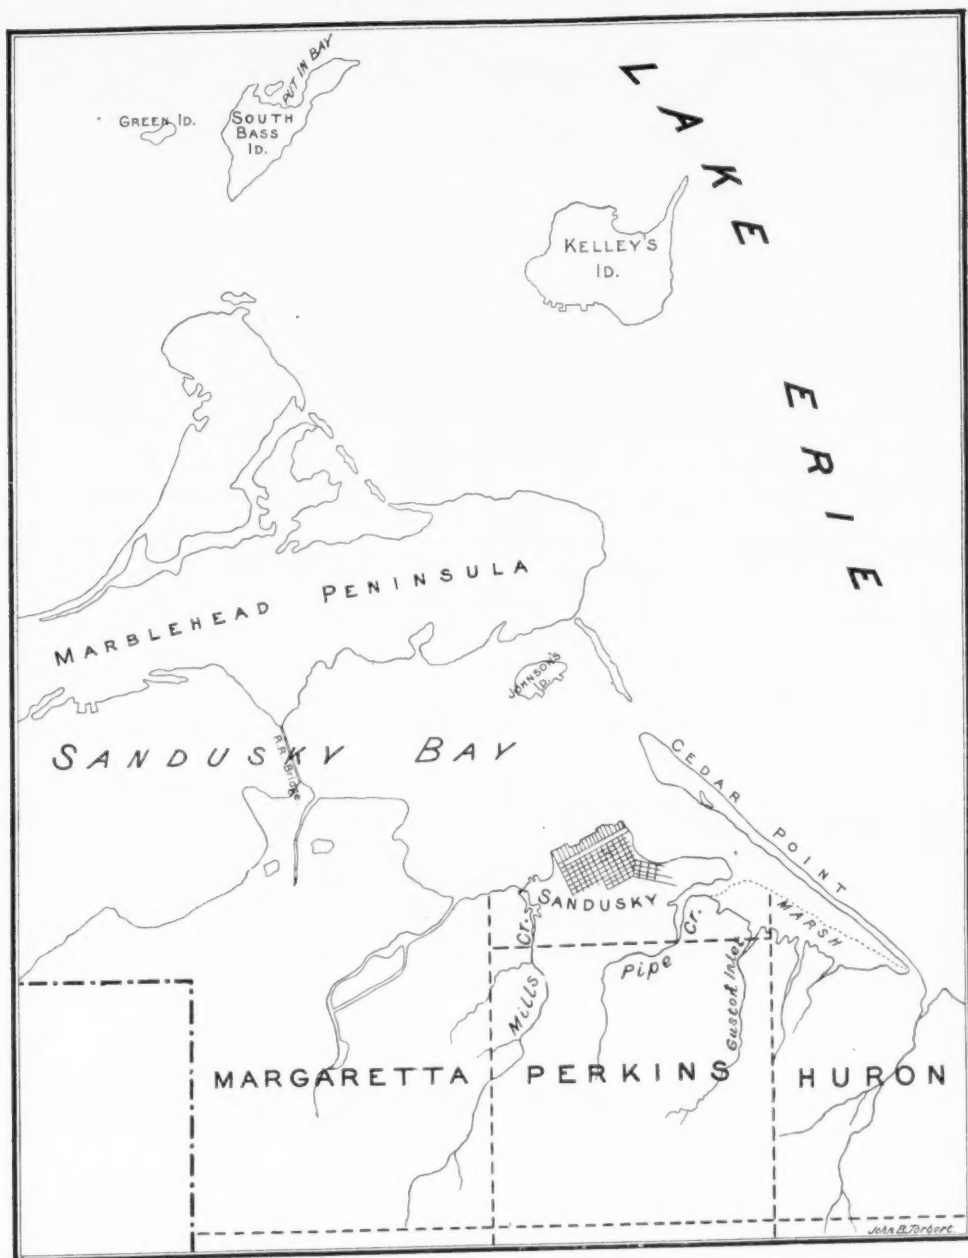 LAKE ERIE
PUT IN BAY
GREEN ID.
SOUTH
BASS
ID.
KELLEY'S
ID.
MARBLEHEAD PENINSULA
JOHNSON'S
ID.
SANDUSKY BAY
R.R. Bridge
CEDAR POINT
SANDUSKY
MARSH
Mills Cr.
Pipe Cr.
Custon Inlet
MARGARETTA
PERKINS
HURON
John B. Torbert.